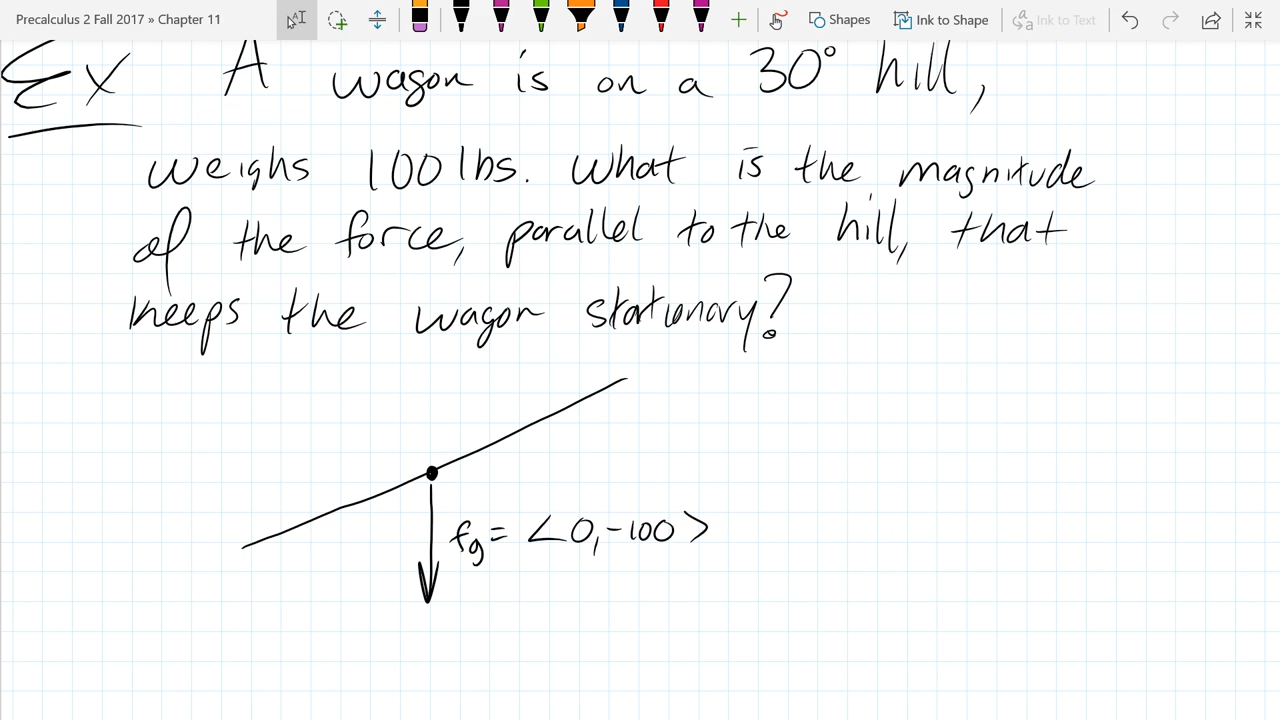 Precalculus 2 Fall 2017 » Chapter 11
Shapes
Ink to Shape
Ink to Text
Ex A wagon is on a 30° hill,
weighs 100 lbs. What is the magnitude
of the force, parallel to the hill, that
keeps the wagon stationary?
fg = <0, -100>